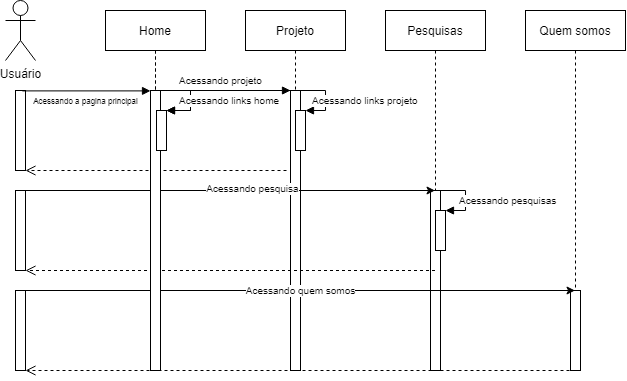 Home
Projeto
Pesquisas
Quem somos
Usuário
Acessando projeto
Acessando a pagina principal
Acessando links home
Acessando links projeto
Acessando pesquisa
Acessando pesquisas
Acessando quem somos